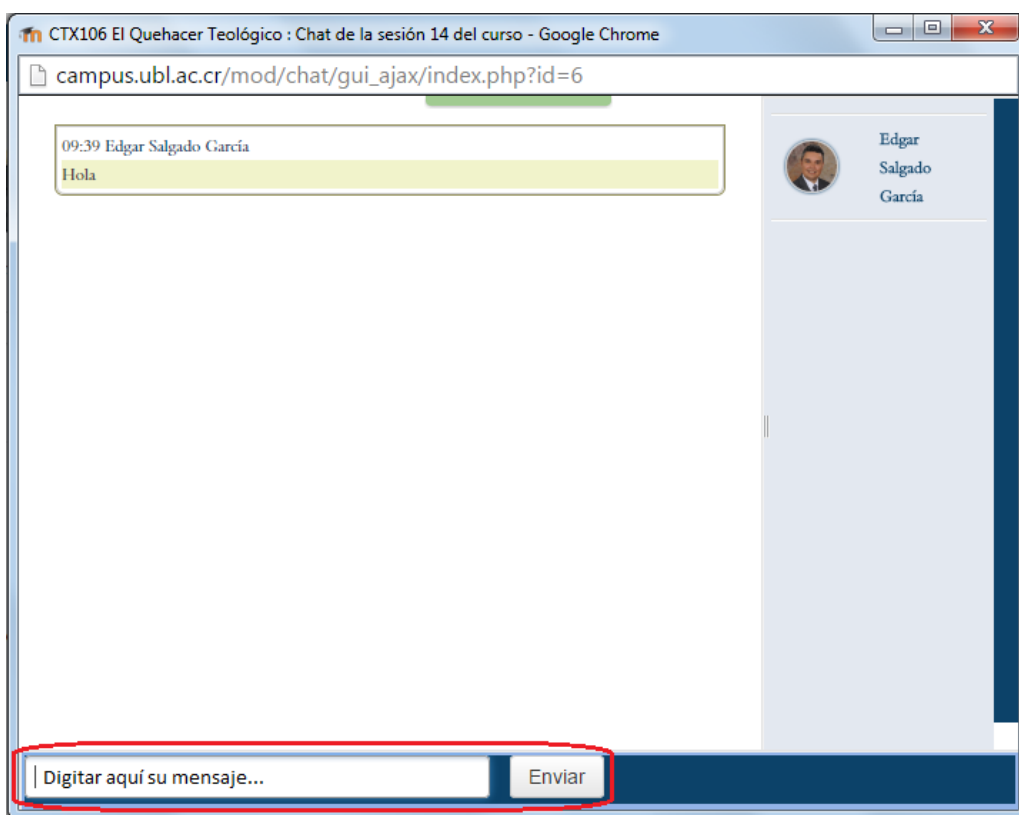 CTX106 El Quehacer Teológico : Chat de la sesión 14 del curso - Google Chrome
campus.ubl.ac.cr/mod/chat/gui_ajax/index.php?id=6
09:39 Edgar Salgado García
Hola
Edgar
Salgado
García
Digitar aquí su mensaje...
Enviar